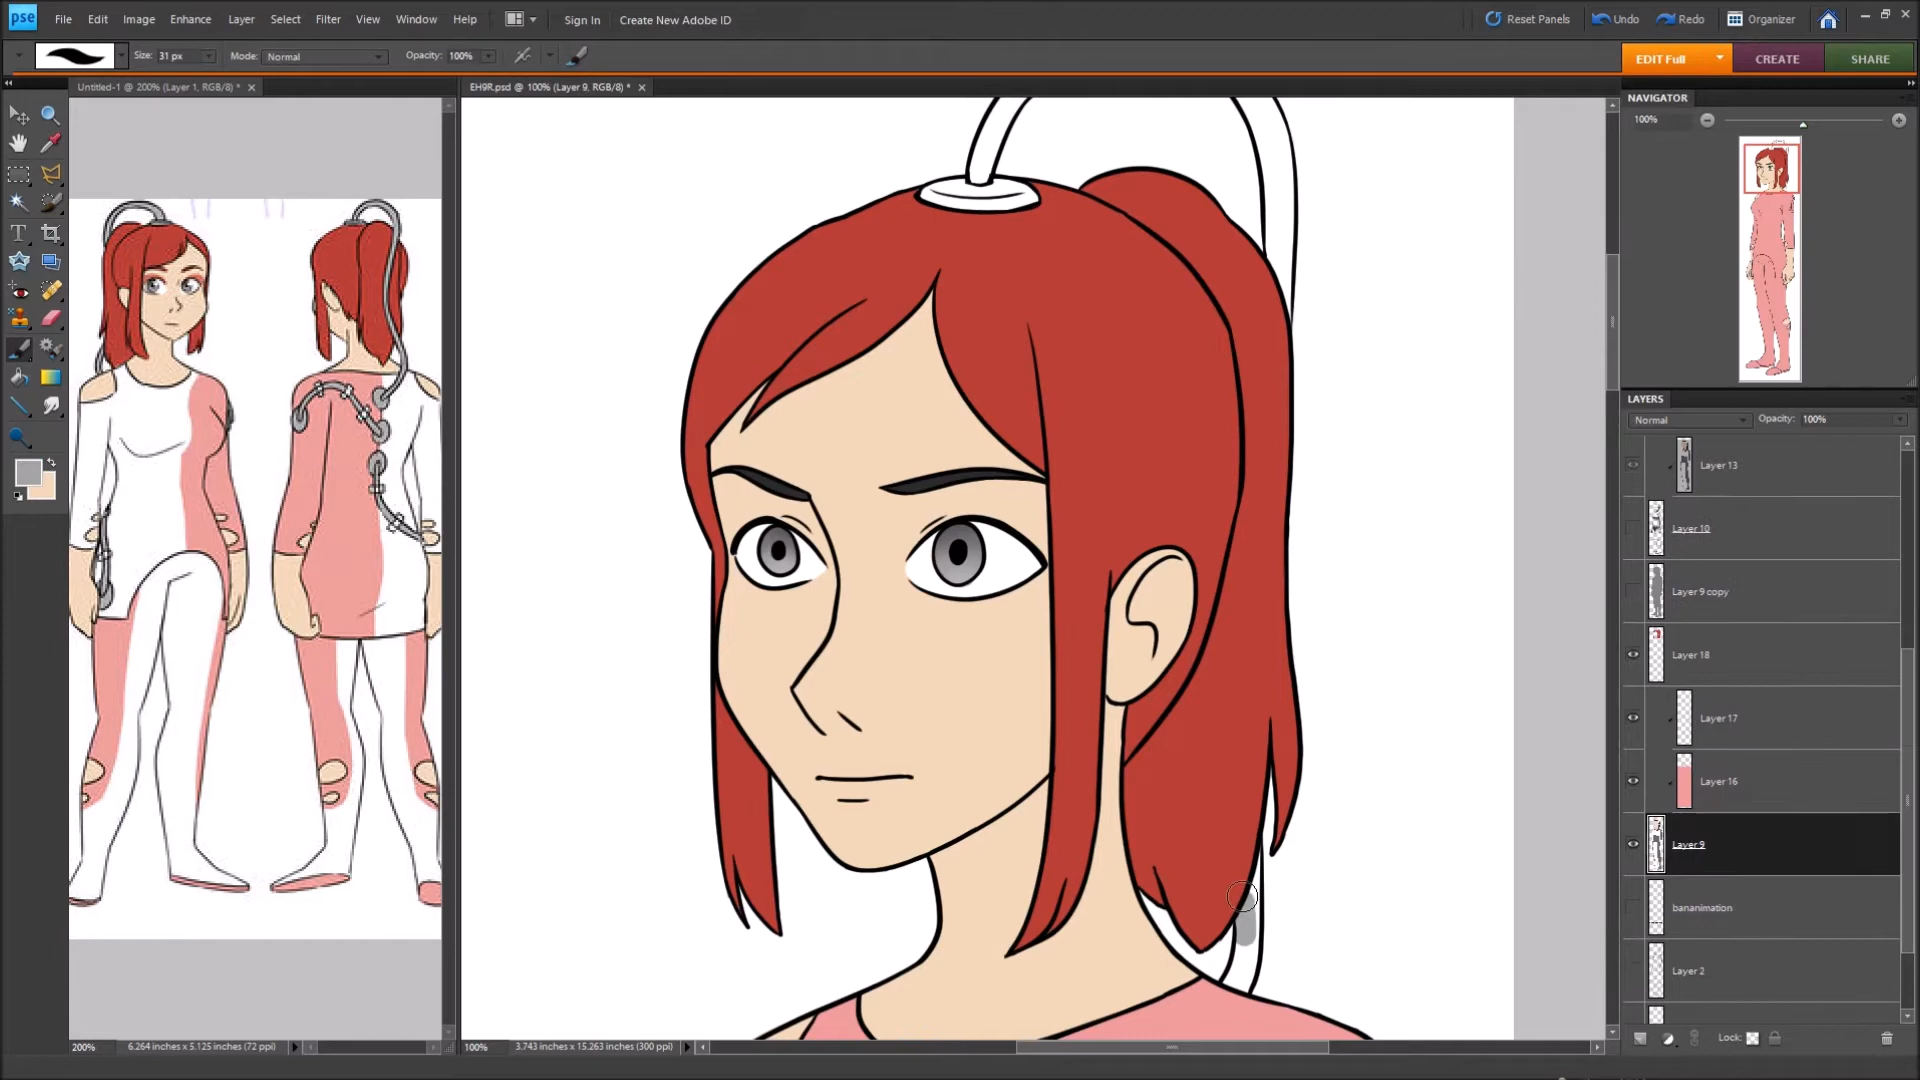 pse File Edit Image Enhance Layer Select Filter View Window Help Sign In Create New Adobe ID Reset Panels Undo Redo Organizer
Size: 31 px Mode: Normal Opacity: 100% EDIT Full CREATE SHARE
Untitled-1 @ 200% (Layer 1, RGB/8) * EH9R.psd @ 100% (Layer 9, RGB/8) *
NAVIGATOR
100%
LAYERS
Normal Opacity: 100%
Layer 13
Layer 10
Layer 9 copy
Layer 18
Layer 17
Layer 16
Layer 9
bananimation
Layer 2
Lock:
200% 6.264 inches x 5.125 inches (72 ppi) 100% 3.743 inches x 15.263 inches (300 ppi)